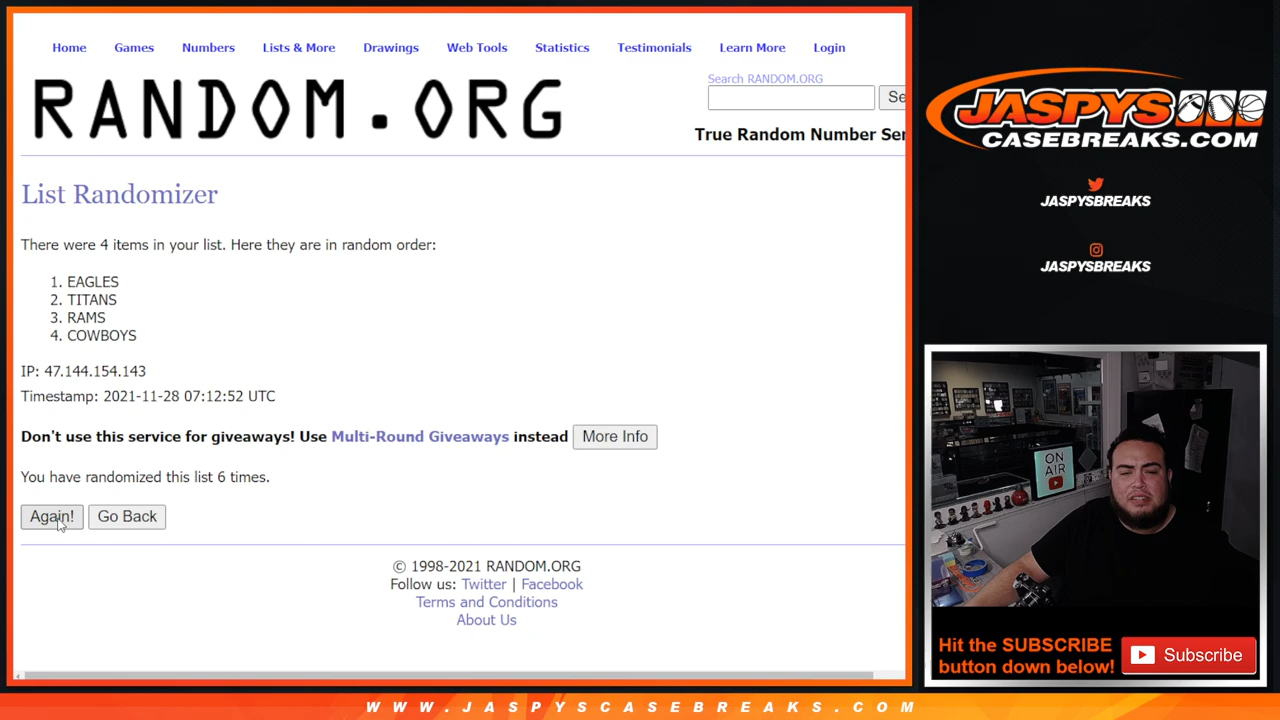 Home Games Numbers Lists & More Drawings Web Tools Statistics Testimonials Learn More Login
RANDOM.ORG
Search RANDOM.ORG
Se
True Random Number Ser
List Randomizer
There were 4 items in your list. Here they are in random order:
1. EAGLES
2. TITANS
3. RAMS
4. COWBOYS
IP: 47.144.154.143
Timestamp: 2021-11-28 07:12:52 UTC
Don't use this service for giveaways! Use Multi-Round Giveaways instead More Info
You have randomized this list 6 times.
Again! Go Back
© 1998-2021 RANDOM.ORG
Follow us: Twitter | Facebook
Terms and Conditions
About Us
JASPYS
CASEBREAKS.COM
JASPYSBREAKS
JASPYSBREAKS
ON
AIR
Hit the SUBSCRIBE
button down below!
Subscribe
WWW.JASPYSCASEBREAKS.COM